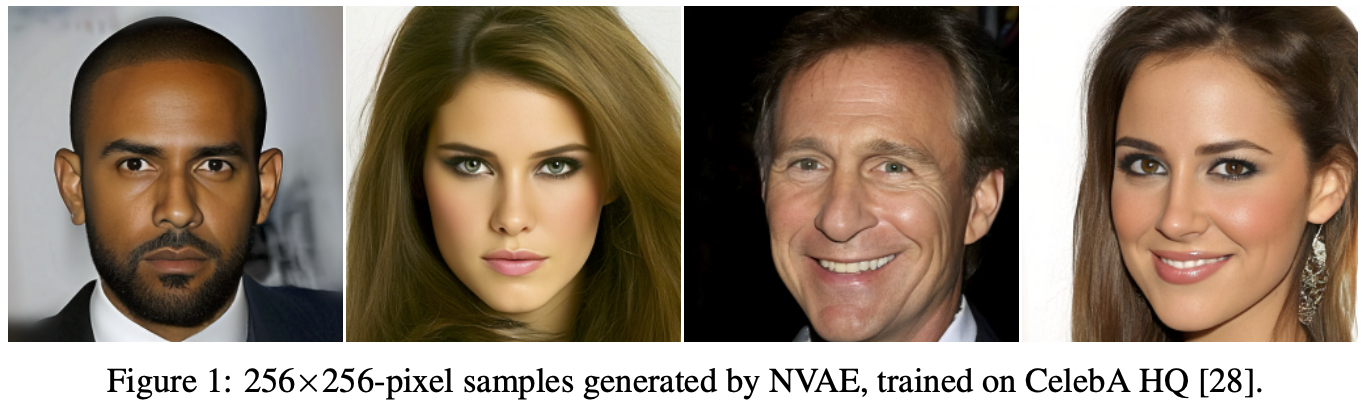 Figure 1: 256×256-pixel samples generated by NVAE, trained on CelebA HQ [28].